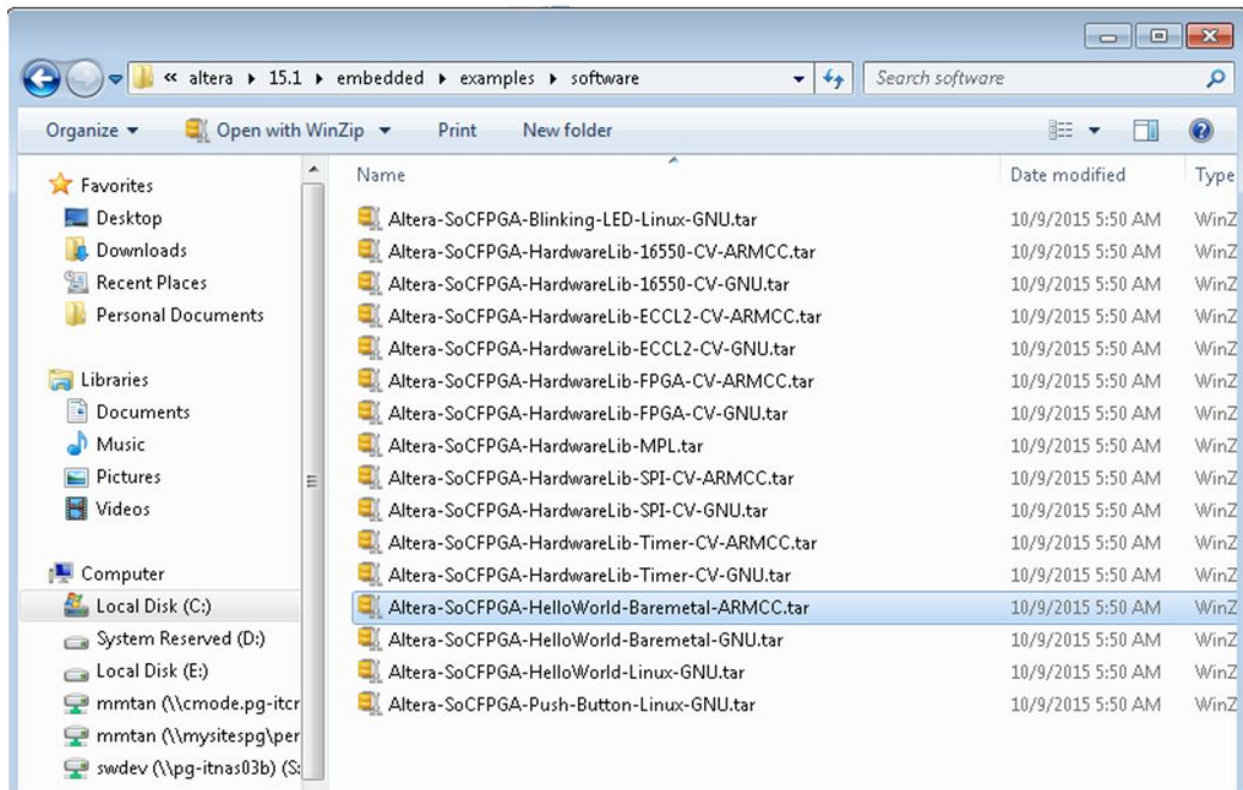 « altera ▸ 15.1 ▸ embedded ▸ examples ▸ software
Search software
Organize ▾ Open with WinZip ▾ Print New folder
Favorites
Desktop
Downloads
Recent Places
Personal Documents
Libraries
Documents
Music
Pictures
Videos
Computer
Local Disk (C:)
System Reserved (D:)
Local Disk (E:)
mmtan (\\cmode.pg-itcr
mmtan (\\mysitespg\per
swdev (\\pg-itnas03b) (S:
Name Date modified Type
Altera-SoCFPGA-Blinking-LED-Linux-GNU.tar 10/9/2015 5:50 AM WinZ
Altera-SoCFPGA-HardwareLib-16550-CV-ARMCC.tar 10/9/2015 5:50 AM WinZ
Altera-SoCFPGA-HardwareLib-16550-CV-GNU.tar 10/9/2015 5:50 AM WinZ
Altera-SoCFPGA-HardwareLib-ECCL2-CV-ARMCC.tar 10/9/2015 5:50 AM WinZ
Altera-SoCFPGA-HardwareLib-ECCL2-CV-GNU.tar 10/9/2015 5:50 AM WinZ
Altera-SoCFPGA-HardwareLib-FPGA-CV-ARMCC.tar 10/9/2015 5:50 AM WinZ
Altera-SoCFPGA-HardwareLib-FPGA-CV-GNU.tar 10/9/2015 5:50 AM WinZ
Altera-SoCFPGA-HardwareLib-MPL.tar 10/9/2015 5:50 AM WinZ
Altera-SoCFPGA-HardwareLib-SPI-CV-ARMCC.tar 10/9/2015 5:50 AM WinZ
Altera-SoCFPGA-HardwareLib-SPI-CV-GNU.tar 10/9/2015 5:50 AM WinZ
Altera-SoCFPGA-HardwareLib-Timer-CV-ARMCC.tar 10/9/2015 5:50 AM WinZ
Altera-SoCFPGA-HardwareLib-Timer-CV-GNU.tar 10/9/2015 5:50 AM WinZ
Altera-SoCFPGA-HelloWorld-Baremetal-ARMCC.tar 10/9/2015 5:50 AM WinZ
Altera-SoCFPGA-HelloWorld-Baremetal-GNU.tar 10/9/2015 5:50 AM WinZ
Altera-SoCFPGA-HelloWorld-Linux-GNU.tar 10/9/2015 5:50 AM WinZ
Altera-SoCFPGA-Push-Button-Linux-GNU.tar 10/9/2015 5:50 AM WinZ